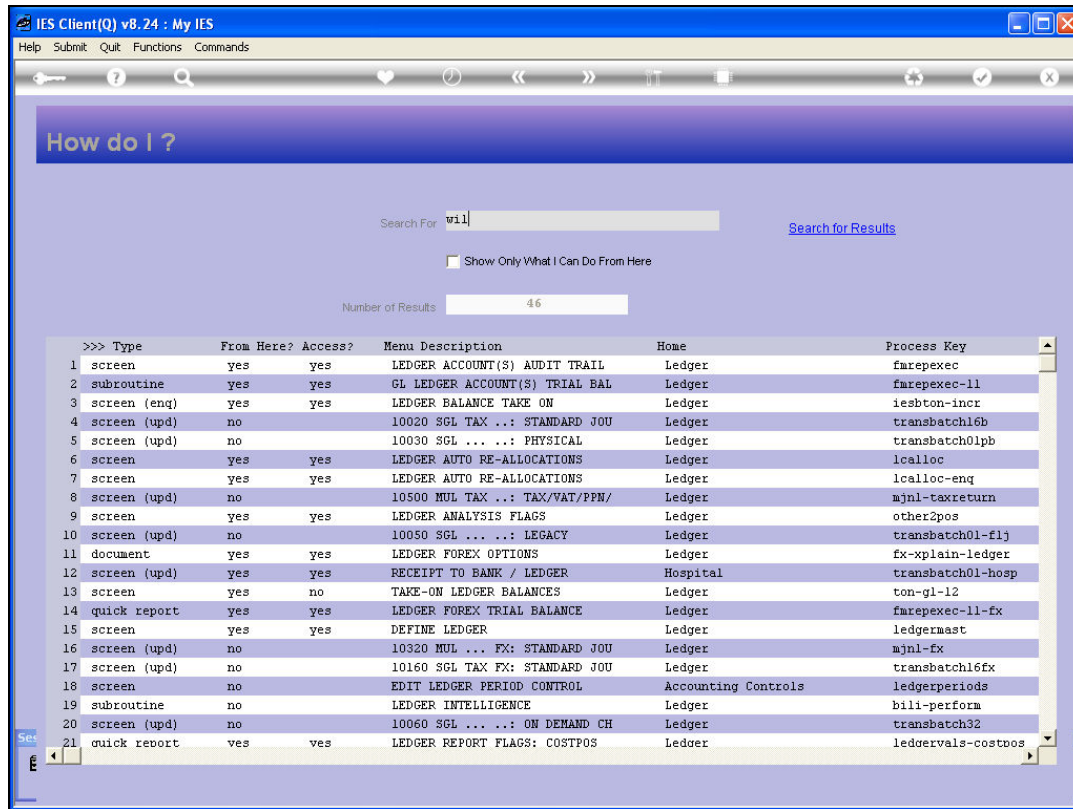 IES Client(Q) v8.24 : My IES
Help Submit Quit Functions Commands
How do I ?
Search For wil
Search for Results
Show Only What I Can Do From Here
Number of Results 46
>>> Type From Here? Access? Menu Description Home Process Key
1 screen yes yes LEDGER ACCOUNT(S) AUDIT TRAIL Ledger fmrepexec
2 subroutine yes yes GL LEDGER ACCOUNT(S) TRIAL BAL Ledger fmrepexec-ll
3 screen (enq) yes yes LEDGER BALANCE TAKE ON Ledger iesbton-incr
4 screen (upd) no 10020 SGL TAX ..: STANDARD JOU Ledger transbatch16b
5 screen (upd) no 10030 SGL ... ..: PHYSICAL Ledger transbatch01pb
6 screen yes yes LEDGER AUTO RE-ALLOCATIONS Ledger lcalloc
7 screen yes yes LEDGER AUTO RE-ALLOCATIONS Ledger lcalloc-enq
8 screen (upd) no 10500 MUL TAX ..: TAX/VAT/PPN/ Ledger mjnl-taxreturn
9 screen yes yes LEDGER ANALYSIS FLAGS Ledger other2pos
10 screen (upd) no 10050 SGL ... ..: LEGACY Ledger transbatch01-flj
11 document yes yes LEDGER FOREX OPTIONS Ledger fx-xplain-ledger
12 screen (upd) yes yes RECEIPT TO BANK / LEDGER Hospital transbatch01-hosp
13 screen yes no TAKE-ON LEDGER BALANCES Ledger ton-gl-12
14 quick report yes yes LEDGER FOREX TRIAL BALANCE Ledger fmrepexec-ll-fx
15 screen yes yes DEFINE LEDGER Ledger ledgermast
16 screen (upd) no 10320 MUL ... FX: STANDARD JOU Ledger mjnl-fx
17 screen (upd) no 10160 SGL TAX FX: STANDARD JOU Ledger transbatch16fx
18 screen no EDIT LEDGER PERIOD CONTROL Accounting Controls ledgerperiods
19 subroutine no LEDGER INTELLIGENCE Ledger bili-perform
20 screen (upd) no 10060 SGL ... ..: ON DEMAND CH Ledger transbatch32
21 quick report yes yes LEDGER REPORT FLAGS: COSTPOS Ledger ledgervals-costpos
Ses